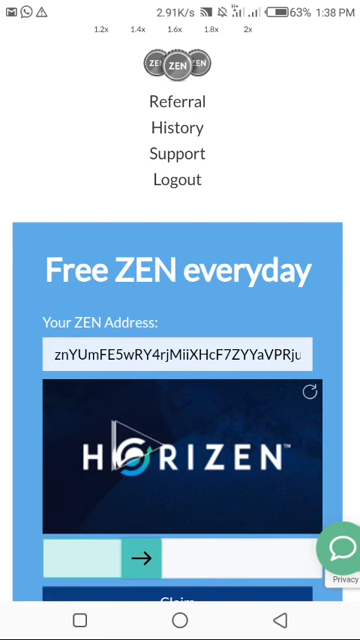 2.91K/s 63% 1:38 PM
1.2x 1.4x 1.6x 1.8x 2x
ZEN ZEN ZEN
Referral
History
Support
Logout
Free ZEN everyday
Your ZEN Address:
znYUmFE5wRY4rjMiiXHcF7ZYYaVPRju
HORIZEN™
Claim
Privacy